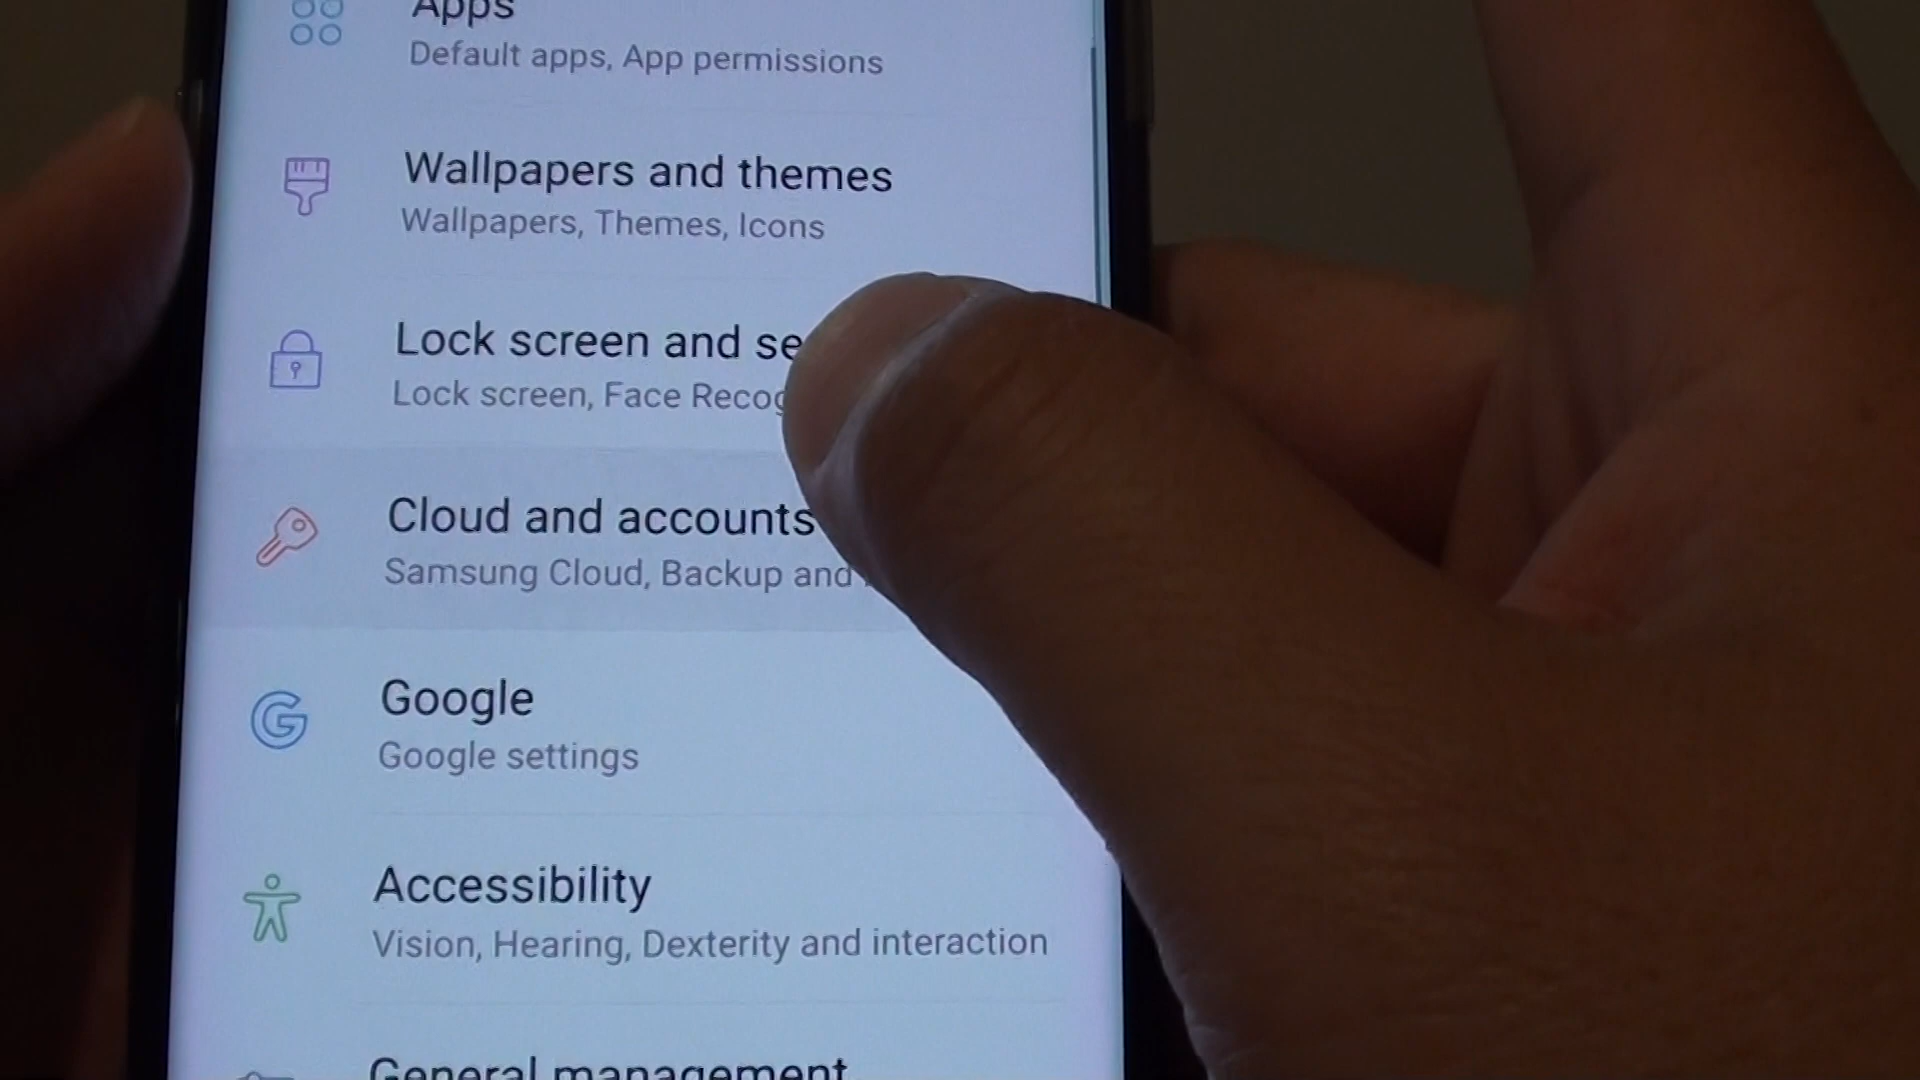 Apps
Default apps, App permissions
Wallpapers and themes
Wallpapers, Themes, Icons
Lock screen and se
Lock screen, Face Recog
Cloud and accounts
Samsung Cloud, Backup and
Google
Google settings
Accessibility
Vision, Hearing, Dexterity and interaction
General management